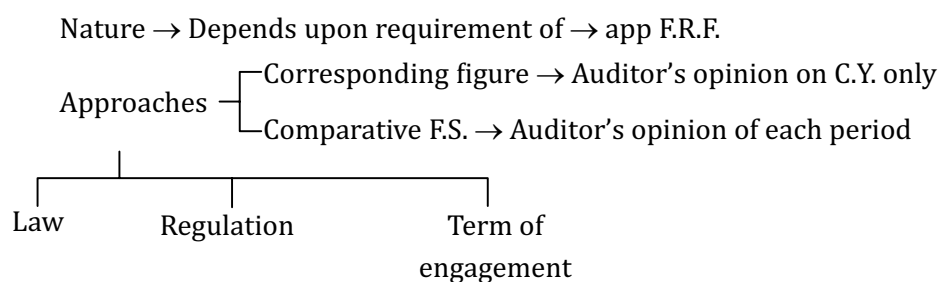 Nature → Depends upon requirement of → app F.R.F.
Corresponding figure → Auditor’s opinion on C.Y. only
Approaches
Comparative F.S. → Auditor’s opinion of each period
Law Regulation Term of
engagement